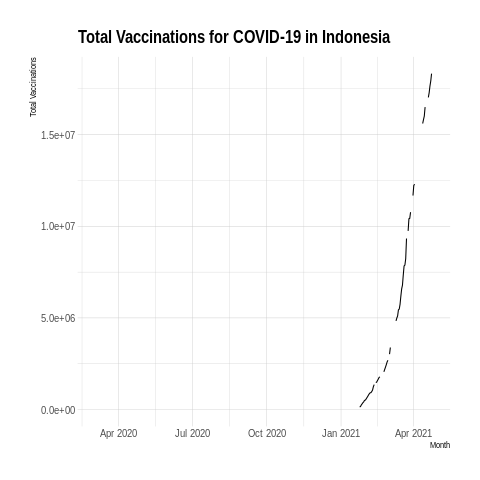 Total Vaccinations for COVID-19 in Indonesia
Total Vaccinations
1.5e+07
1.0e+07
5.0e+06
0.0e+00
Apr 2020 Jul 2020 Oct 2020 Jan 2021 Apr 2021
Month